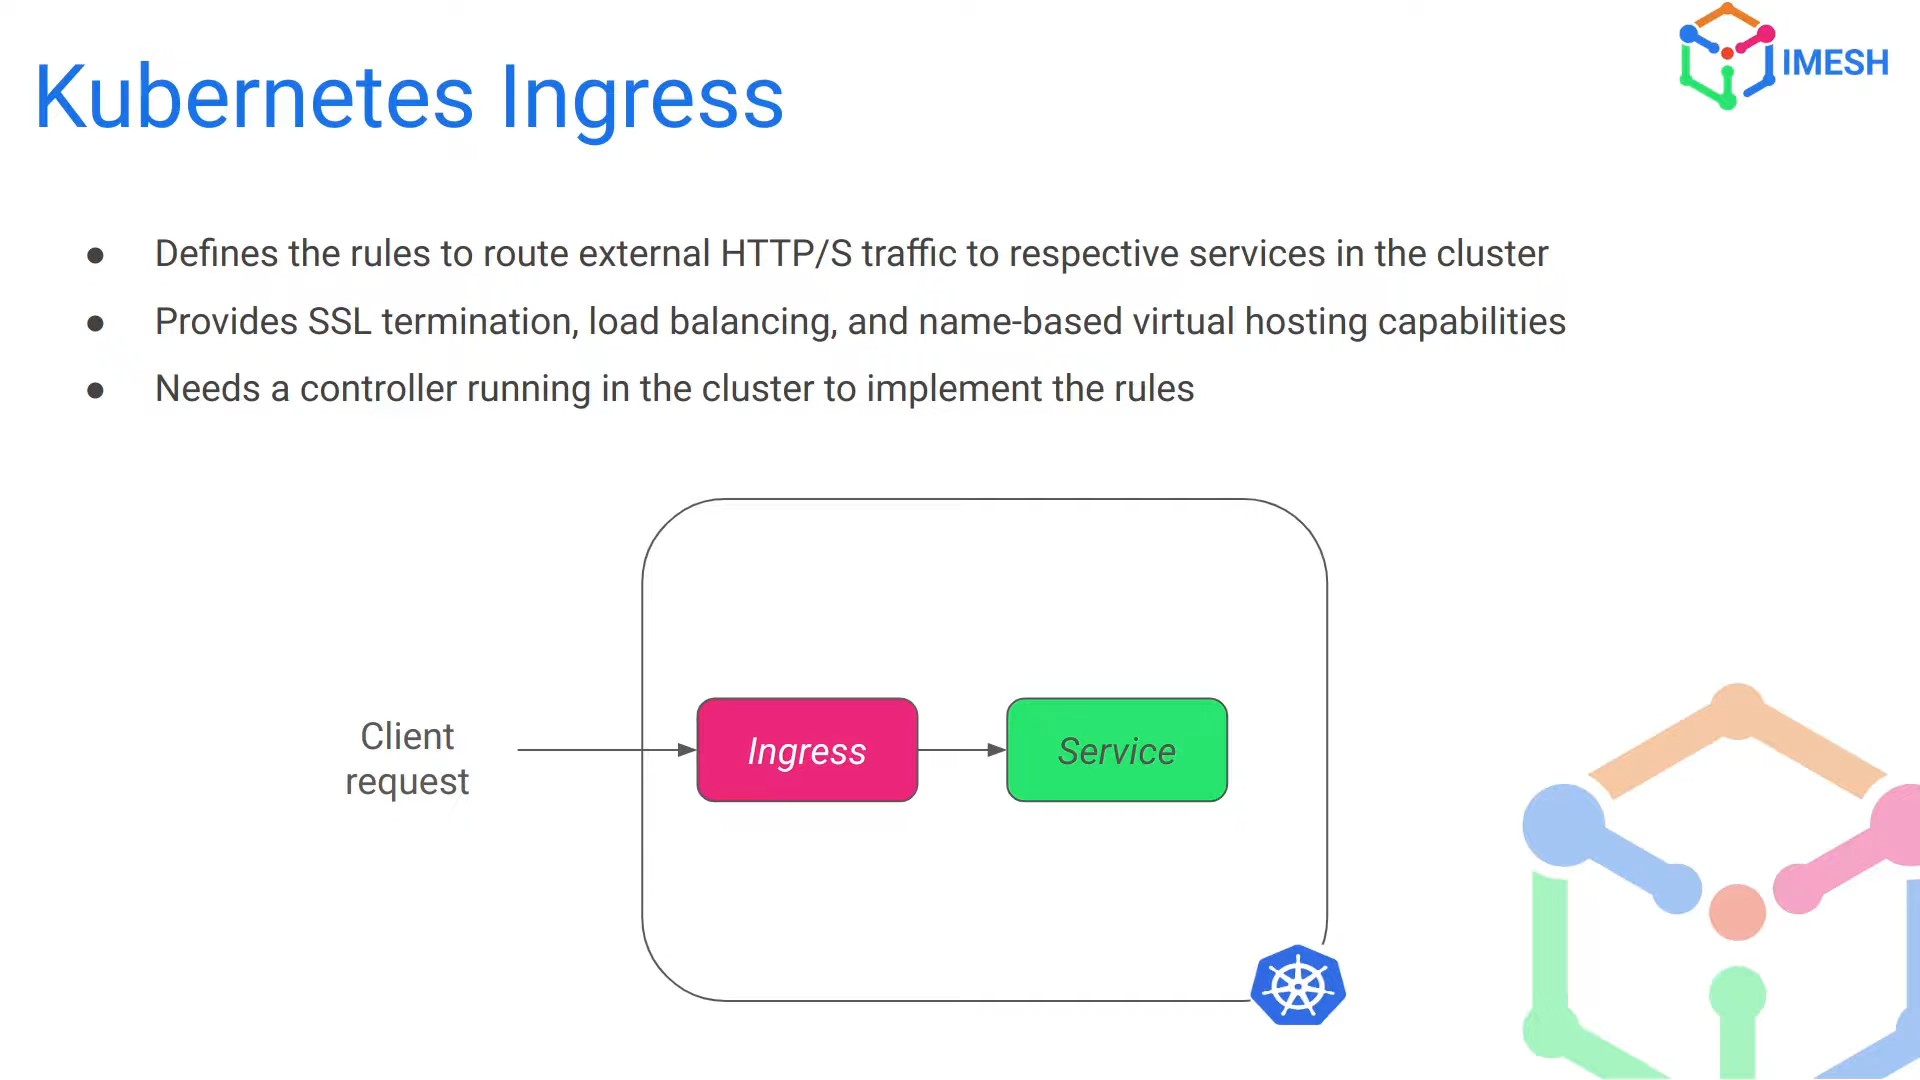 IMESH
Kubernetes Ingress
● Defines the rules to route external HTTP/S traffic to respective services in the cluster
● Provides SSL termination, load balancing, and name-based virtual hosting capabilities
● Needs a controller running in the cluster to implement the rules
Client
request
Ingress
Service